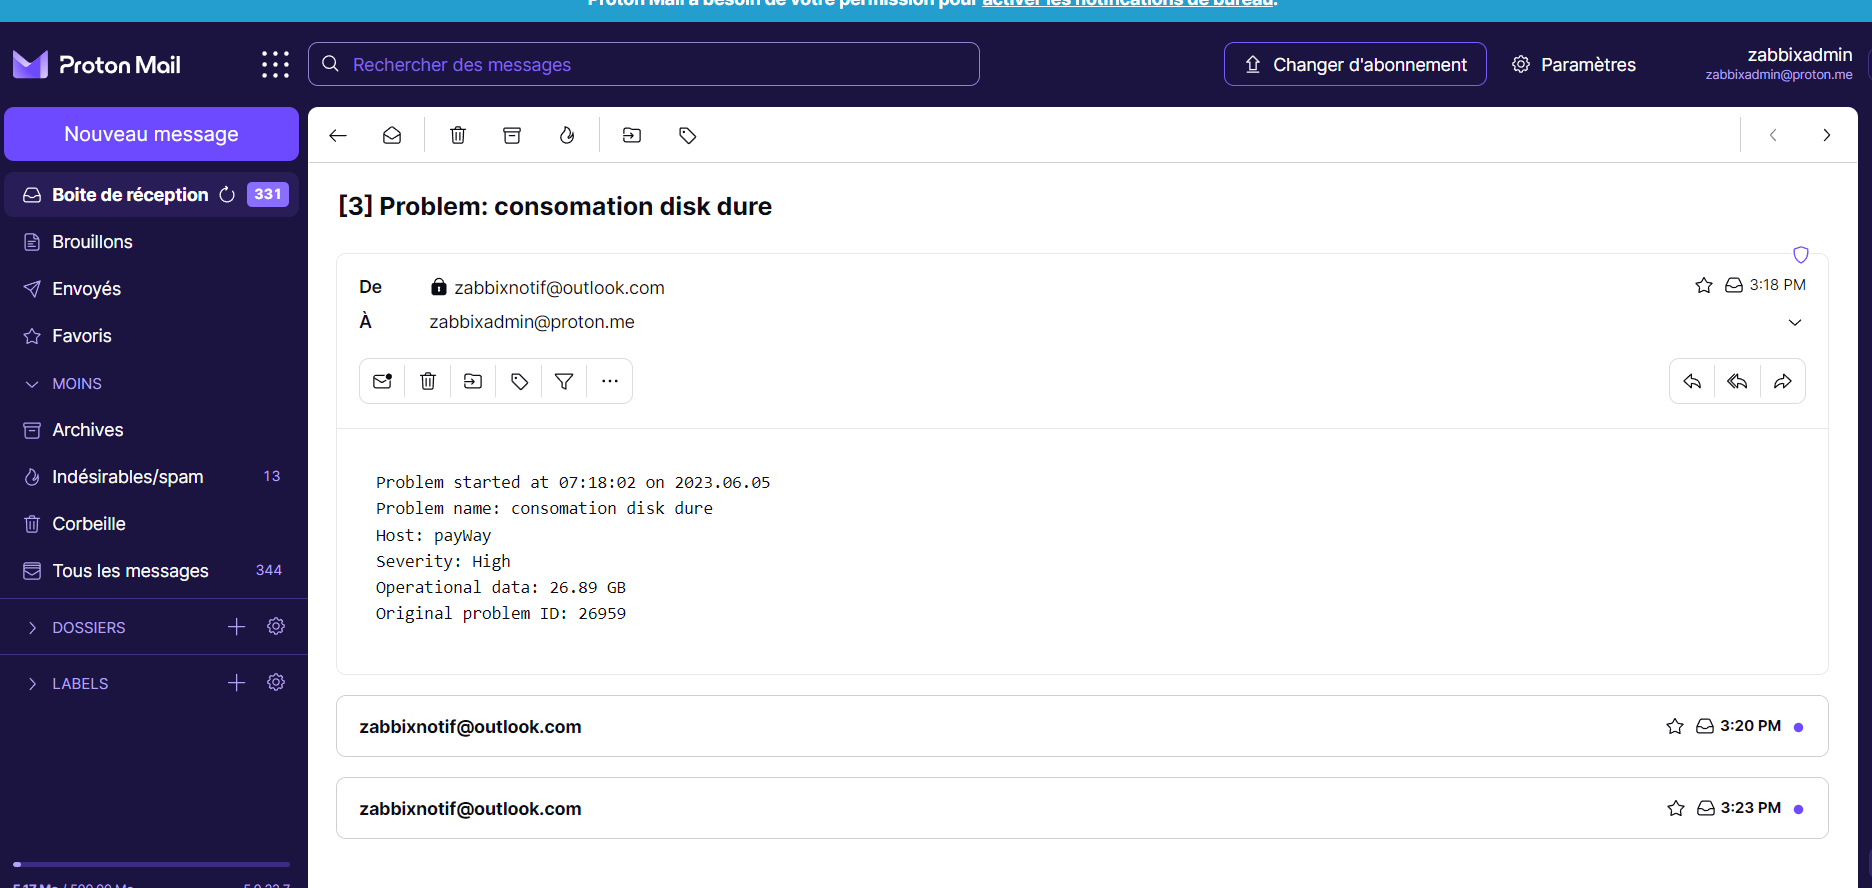 Proton Mail a besoin de votre permission pour activer les notifications de bureau.
Proton Mail
Rechercher des messages
Changer d'abonnement
Paramètres
zabbixadmin
zabbixadmin@proton.me
Nouveau message
Boite de réception 331
Brouillons
Envoyés
Favoris
MOINS
Archives
Indésirables/spam 13
Corbeille
Tous les messages 344
DOSSIERS
LABELS
[3] Problem: consomation disk dure
De zabbixnotif@outlook.com 3:18 PM
À zabbixadmin@proton.me
Problem started at 07:18:02 on 2023.06.05
Problem name: consomation disk dure
Host: payWay
Severity: High
Operational data: 26.89 GB
Original problem ID: 26959
zabbixnotif@outlook.com 3:20 PM
zabbixnotif@outlook.com 3:23 PM